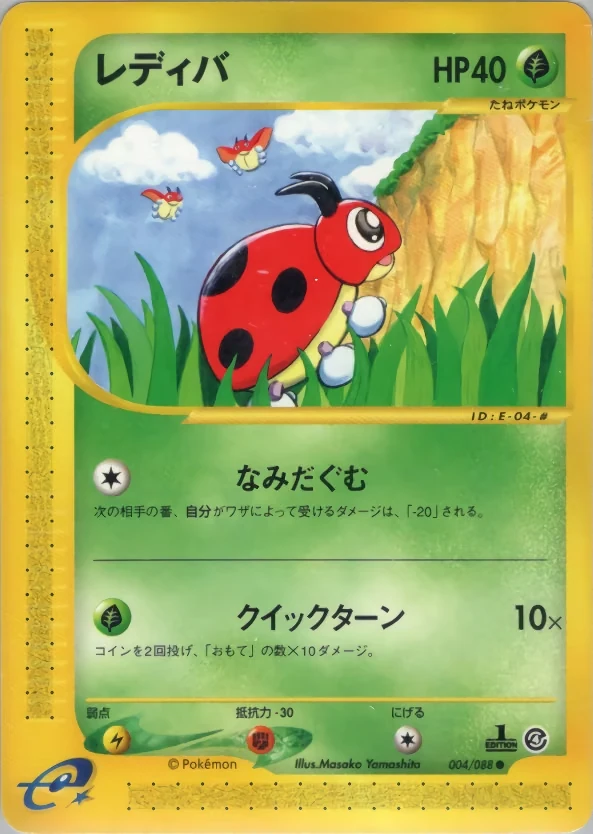 レディバ
HP40
たねポケモン
ID:E-04-#
なみだぐむ
次の相手の番、自分がワザによって受けるダメージは、「-20」される。
クイックターン 10×
コインを2回投げ、「おもて」の数×10ダメージ。
弱点 抵抗力・30 にげる
© Pokémon Illus.Masako Yamashita 004/088 ●
1 EDITION
e